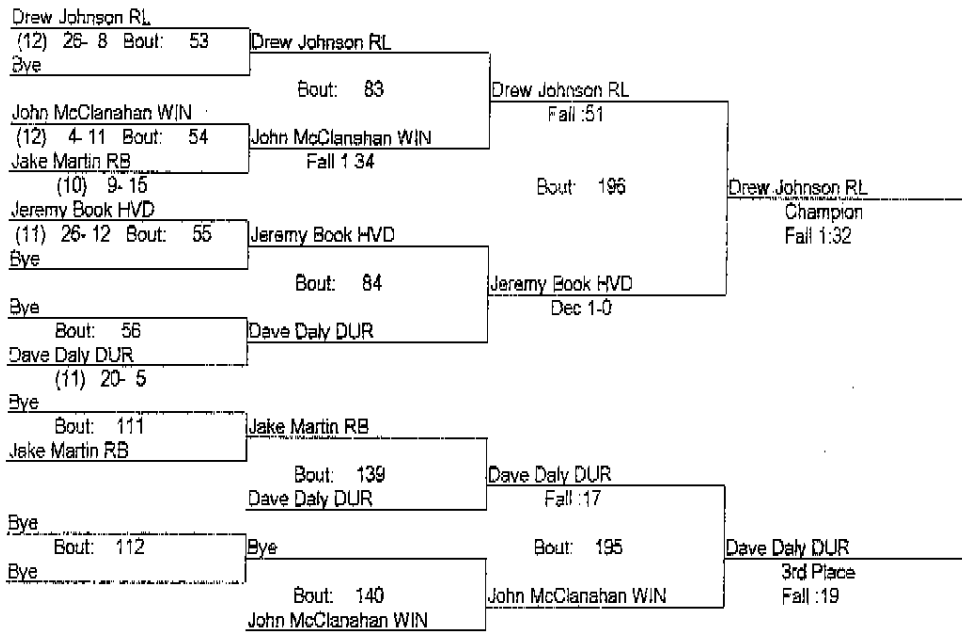 Drew Johnson RL
(12) 26- 8 Bout: 53
Bye
Drew Johnson RL
Bout: 83
John McClanahan WIN
(12) 4- 11 Bout: 54
Jake Martin RB
(10) 9- 15
John McClanahan WIN
Fall 1 34
Drew Johnson RL
Fall :51
Jeremy Book HVD
(11) 26- 12 Bout: 55
Bye
Jeremy Book HVD
Bout: 84
Bye
Bout: 56
Dave Daly DUR
(11) 20- 5
Dave Daly DUR
Jeremy Book HVD
Dec 1-0
Bout: 196
Drew Johnson RL
Champion
Fall 1:32
Bye
Bout: 111
Jake Martin RB
Jake Martin RB
Bout: 139
Dave Daly DUR
Dave Daly DUR
Fall :17
Bye
Bout: 112
Bye
Bye
Bout: 140
John McClanahan WIN
John McClanahan WIN
Bout: 195
Dave Daly DUR
3rd Place
Fall :19